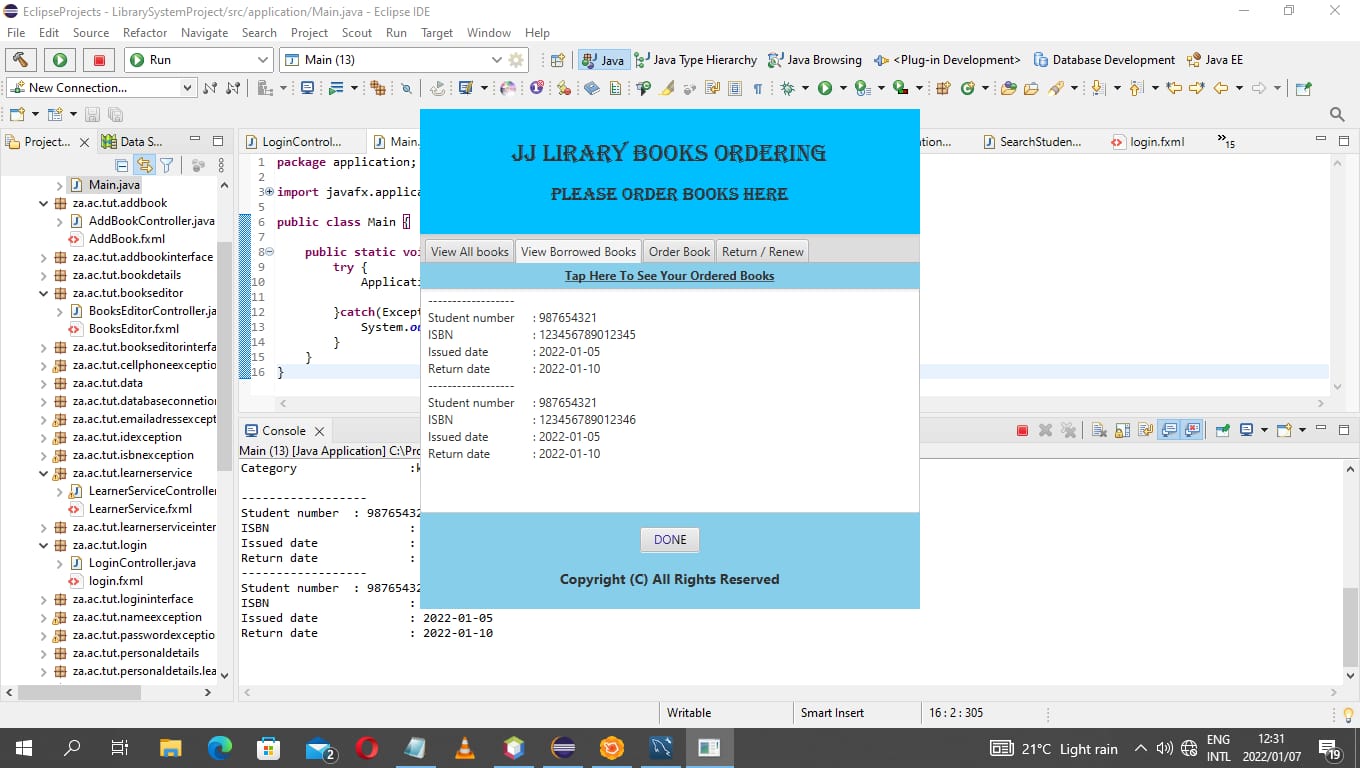 EclipseProjects - LibrarySystemProject/src/application/Main.java - Eclipse IDE
File Edit Source Refactor Navigate Search Project Scout Run Target Window Help
Run Main (13) Java Java Type Hierarchy Java Browsing <Plug-in Development> Database Development Java EE
New Connection...
Project... Data S...
LoginControl... Main. SearchStuden... login.fxml »15
Main.java
za.ac.tut.addbook
AddBookController.java
AddBook.fxml
za.ac.tut.addbookinterface
za.ac.tut.bookdetails
za.ac.tut.bookseditor
BooksEditorController.ja
BooksEditor.fxml
za.ac.tut.bookseditorinterfa
za.ac.tut.cellphoneexceptio
za.ac.tut.data
za.ac.tut.databaseconnetion
za.ac.tut.emailadressexcept
za.ac.tut.idexception
za.ac.tut.isbnexception
za.ac.tut.learnerservice
LearnerServiceController
LearnerService.fxml
za.ac.tut.learnerserviceinter
za.ac.tut.login
LoginController.java
login.fxml
za.ac.tut.logininterface
za.ac.tut.nameexception
za.ac.tut.passwordexceptio
za.ac.tut.personaldetails
za.ac.tut.personaldetails.lea
1 package application;
2
3 import javafx.applica
5
6 public class Main {
7
8 public static voi
9 try {
10 Applicati
11
12 }catch(Except
13 System.ou
14 }
15 }
16 }
JJ LIRARY BOOKS ORDERING
PLEASE ORDER BOOKS HERE
View All books View Borrowed Books Order Book Return / Renew
Tap Here To See Your Ordered Books
------------------
Student number : 987654321
ISBN : 123456789012345
Issued date : 2022-01-05
Return date : 2022-01-10
------------------
Student number : 987654321
ISBN : 123456789012346
Issued date : 2022-01-05
Return date : 2022-01-10
DONE
Copyright (C) All Rights Reserved
Console
Main (13) [Java Application] C:\Pro
Category :k
------------------
Student number : 98765432
ISBN :
Issued date :
Return date :
------------------
Student number : 98765432
ISBN :
Issued date : 2022-01-05
Return date : 2022-01-10
Writable Smart Insert 16 : 2 : 305
2 21°C Light rain ENG INTL 12:31 2022/01/07 19